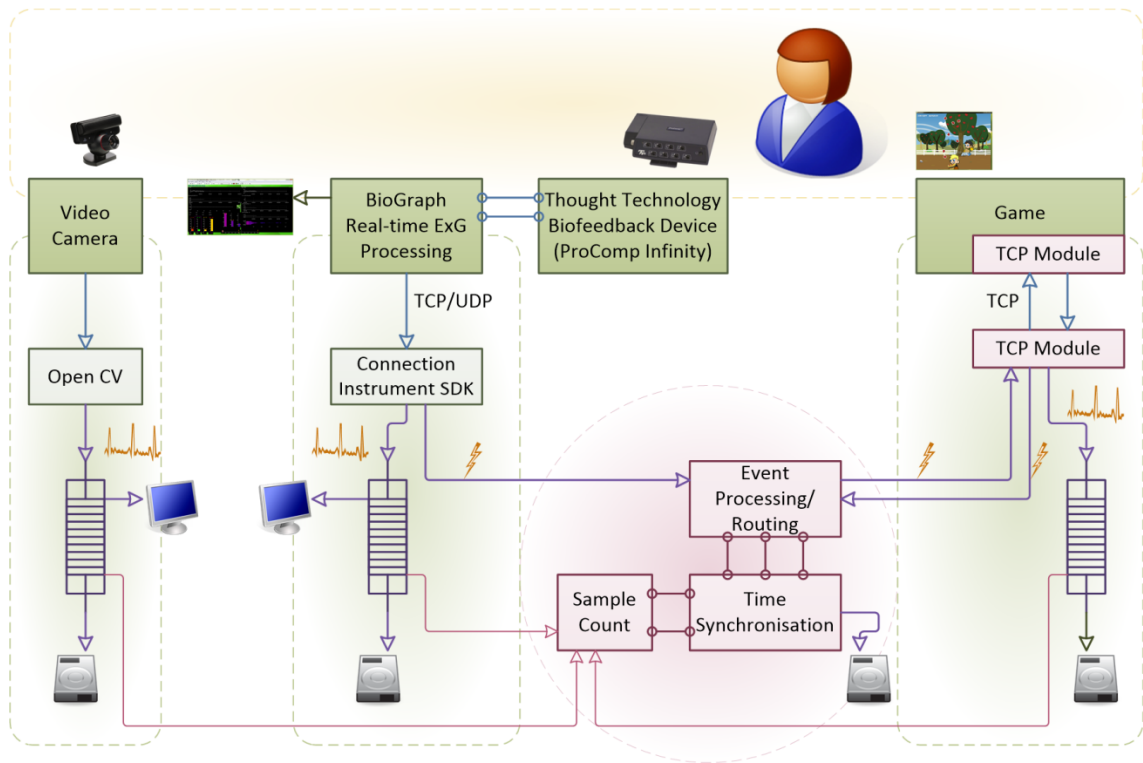 Video
Camera
BioGraph
Real-time ExG
Processing
Thought Technology
Biofeedback Device
(ProComp Infinity)
Game
TCP Module
TCP/UDP
TCP
Open CV
Connection
Instrument SDK
TCP Module
Event
Processing/
Routing
Sample
Count
Time
Synchronisation